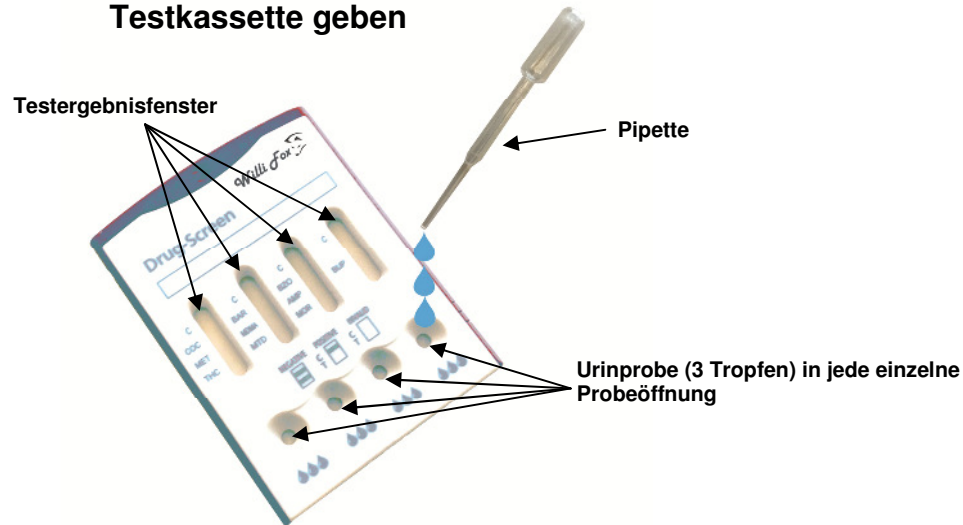 Testkassette geben
Testergebnisfenster
Pipette
Willi Fox
Drug-Screen
C
BUP
C
BZO
AMP
MOR
C
BAR
MDMA
MTD
C
COC
MET
THC
NEGATIVE
POSITIVE
C
T
INVALID
C
T
Urinprobe (3 Tropfen) in jede einzelne
Probeöffnung